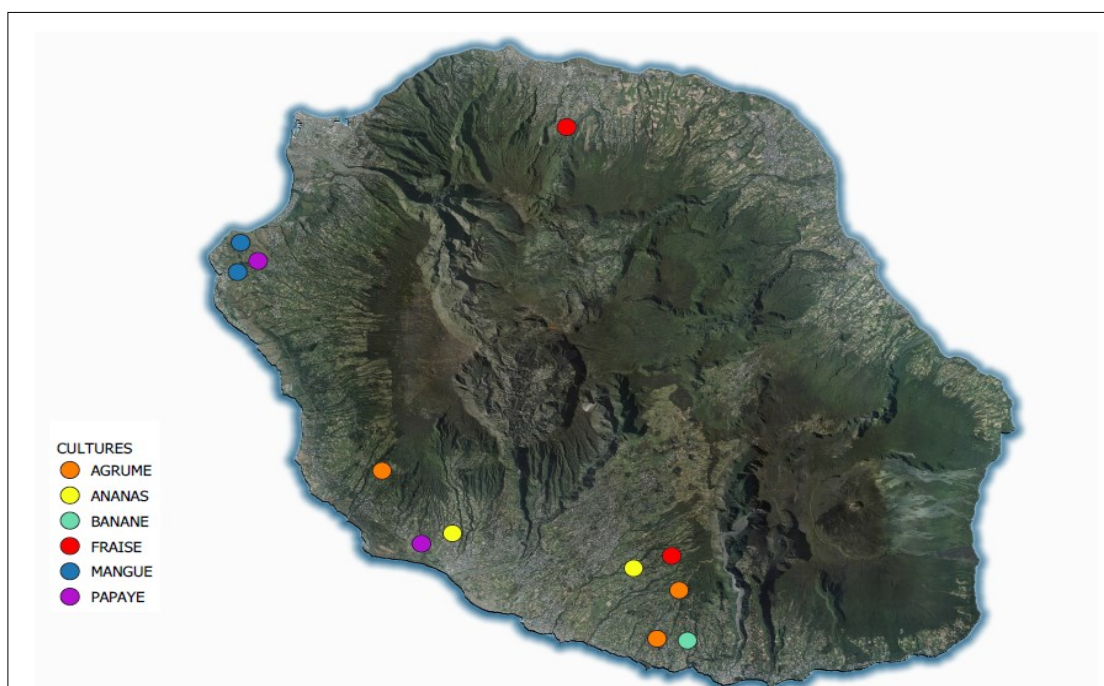 CULTURES
AGRUME
ANANAS
BANANE
FRAISE
MANGUE
PAPAYE